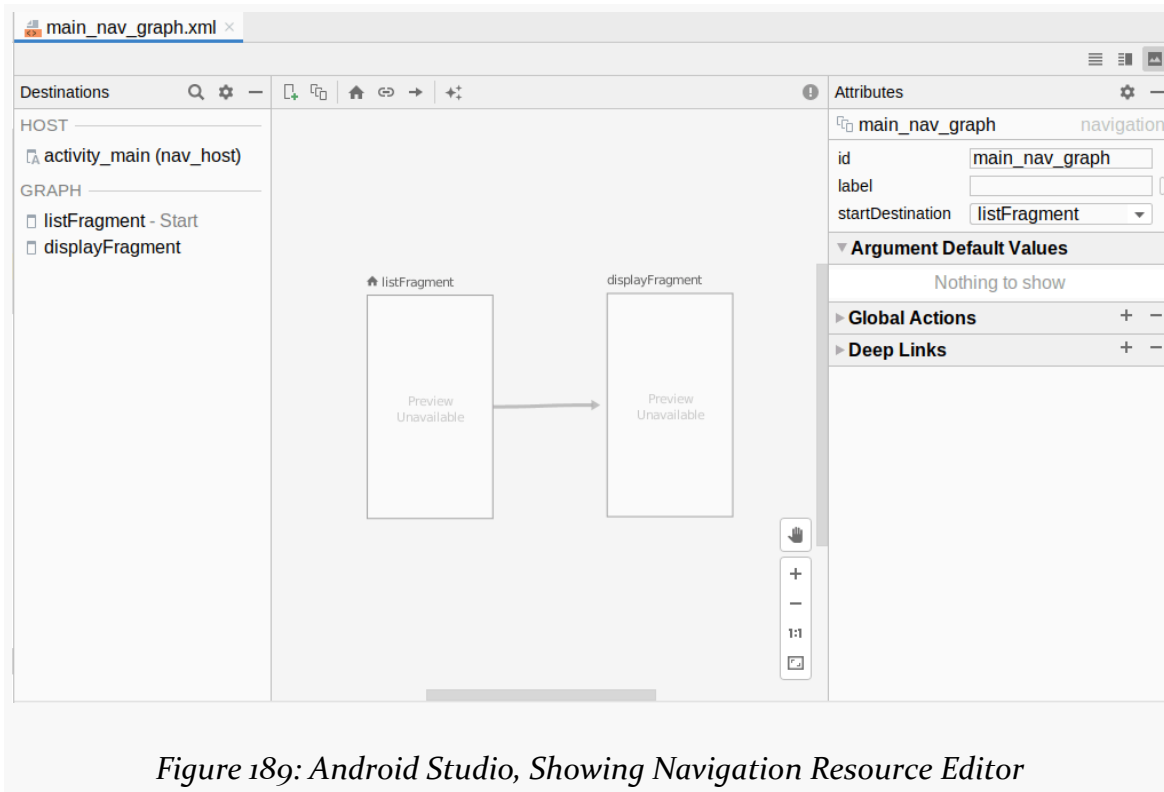 main_nav_graph.xml
Destinations
Attributes
HOST
activity_main (nav_host)
GRAPH
listFragment - Start
displayFragment
listFragment
Preview
Unavailable
displayFragment
Preview
Unavailable
1:1
main_nav_graph navigation
id main_nav_graph
label
startDestination listFragment
Argument Default Values
Nothing to show
Global Actions
Deep Links
Figure 189: Android Studio, Showing Navigation Resource Editor